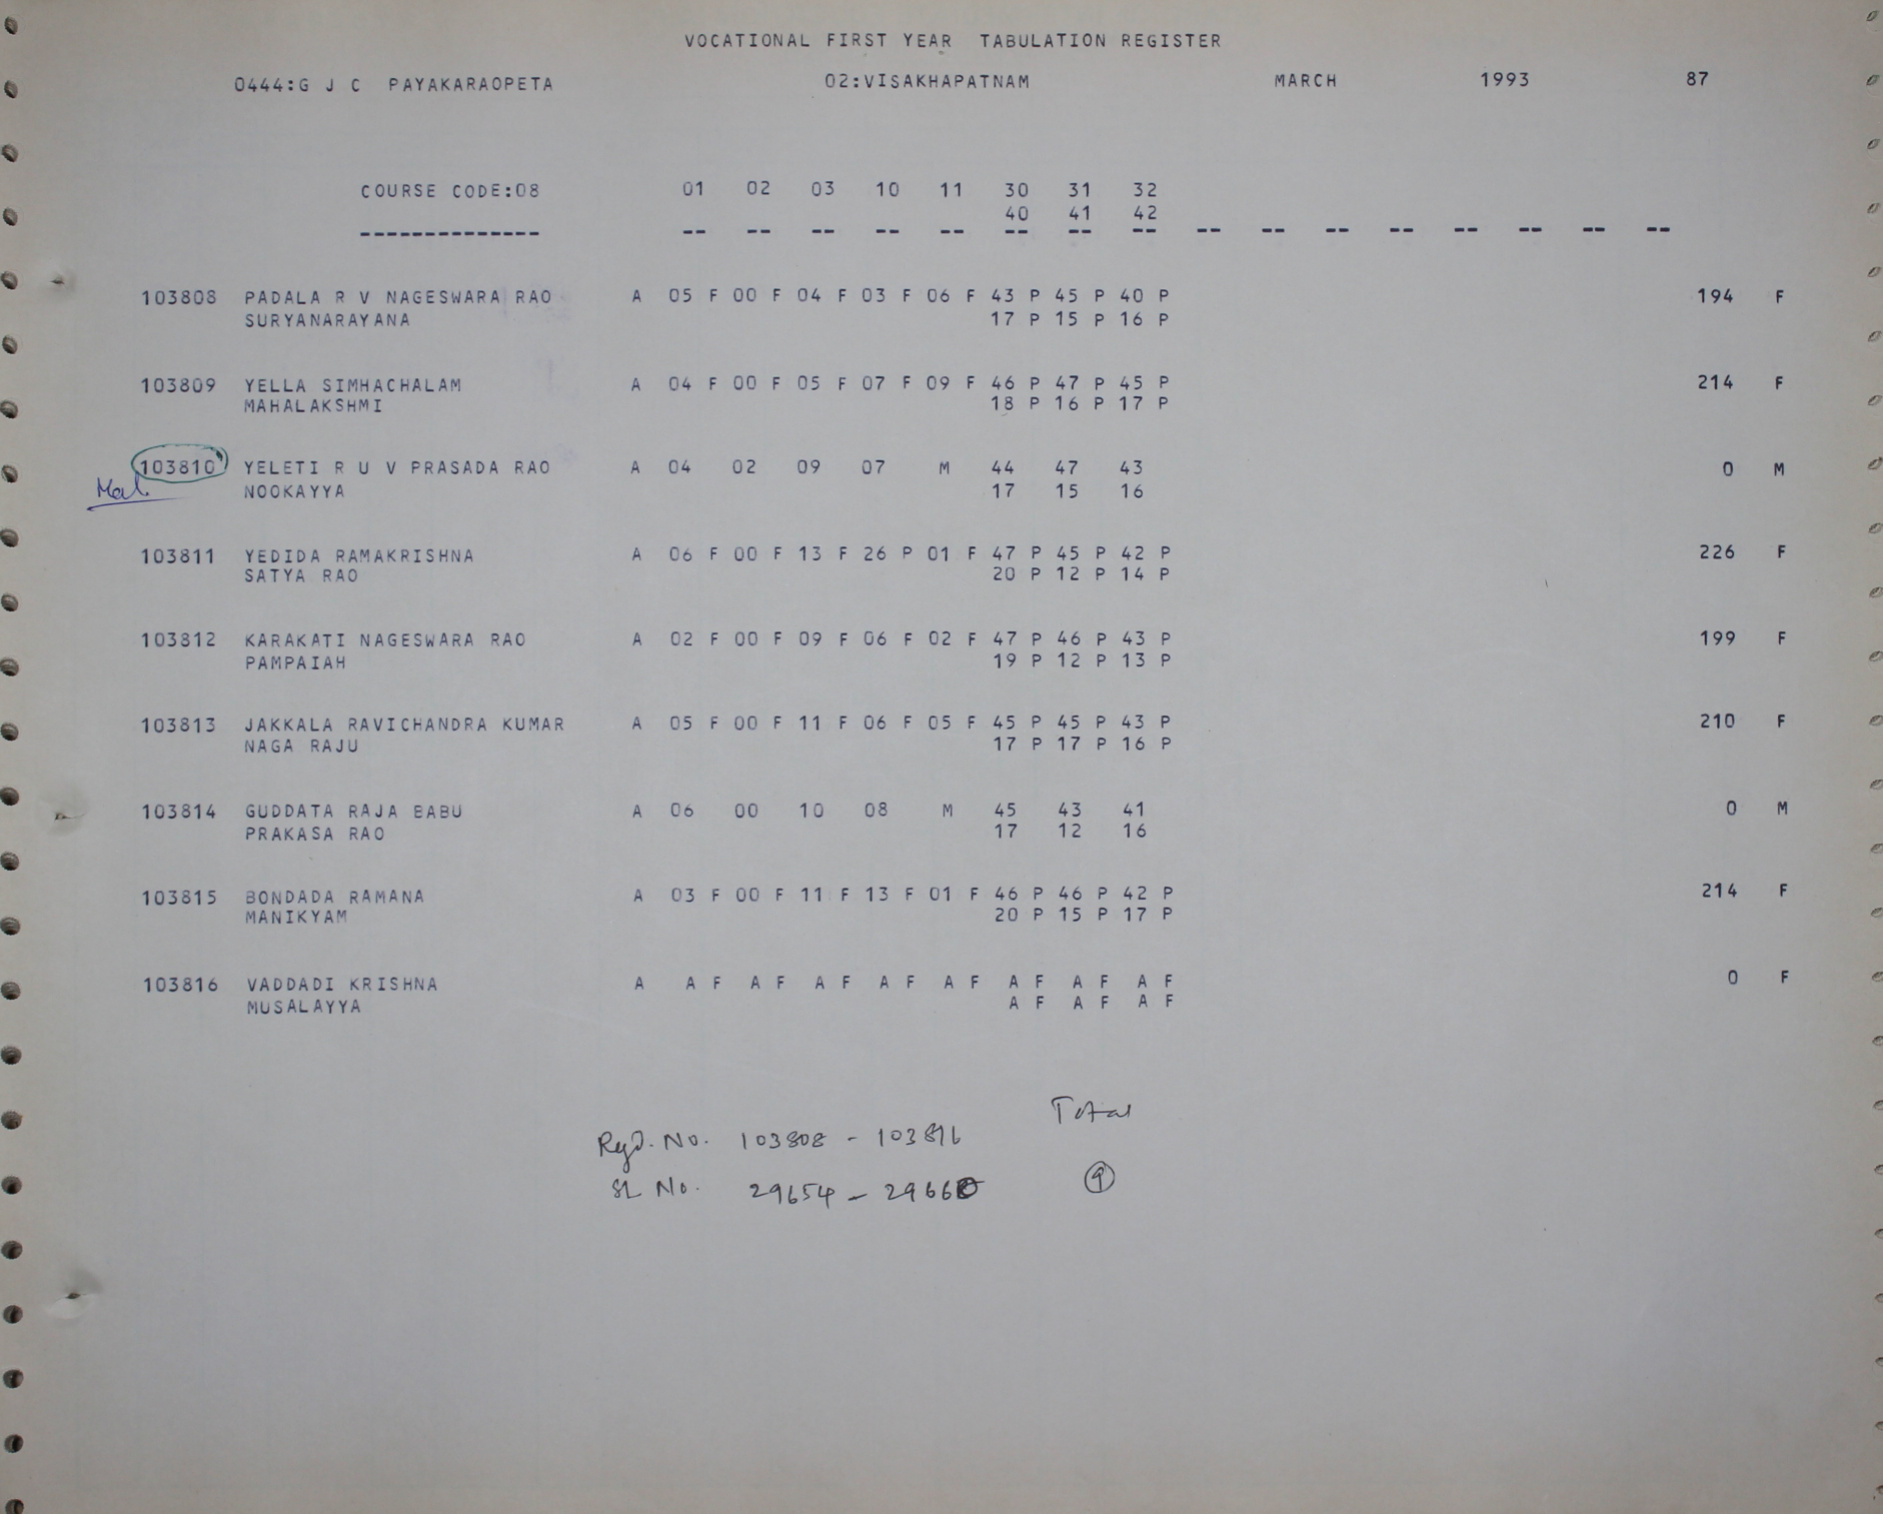 VOCATIONAL FIRST YEAR TABULATION REGISTER
0444:G J C PAYAKARAOPETA 02:VISAKHAPATNAM MARCH 1993 87
COURSE CODE:08 01 02 03 10 11 30 31 32
40 41 42
-------------- -- -- -- -- -- -- -- -- -- -- -- -- -- -- -- --
103808 PADALA R V NAGESWARA RAO A 05 F 00 F 04 F 03 F 06 F 43 P 45 P 40 P 194 F
SURYANARAYANA 17 P 15 P 16 P
103809 YELLA SIMHACHALAM A 04 F 00 F 05 F 07 F 09 F 46 P 47 P 45 P 214 F
MAHALAKSHMI 18 P 16 P 17 P
103810 YELETI R U V PRASADA RAO A 04 02 09 07 M 44 47 43 0 M
Mal. NOOKAYYA 17 15 16
103811 YEDIDA RAMAKRISHNA A 06 F 00 F 13 F 26 P 01 F 47 P 45 P 42 P 226 F
SATYA RAO 20 P 12 P 14 P
103812 KARAKATI NAGESWARA RAO A 02 F 00 F 09 F 06 F 02 F 47 P 46 P 43 P 199 F
PAMPAIAH 19 P 12 P 13 P
103813 JAKKALA RAVICHANDRA KUMAR A 05 F 00 F 11 F 06 F 05 F 45 P 45 P 43 P 210 F
NAGA RAJU 17 P 17 P 16 P
103814 GUDDATA RAJA BABU A 06 00 10 08 M 45 43 41 0 M
PRAKASA RAO 17 12 16
103815 BONDADA RAMANA A 03 F 00 F 11 F 13 F 01 F 46 P 46 P 42 P 214 F
MANIKYAM 20 P 15 P 17 P
103816 VADDADI KRISHNA A A F A F A F A F A F A F A F A F 0 F
MUSALAYYA A F A F A F
Total
Regd. No. 103808 - 103816
SL No. 29654 - 29660 9